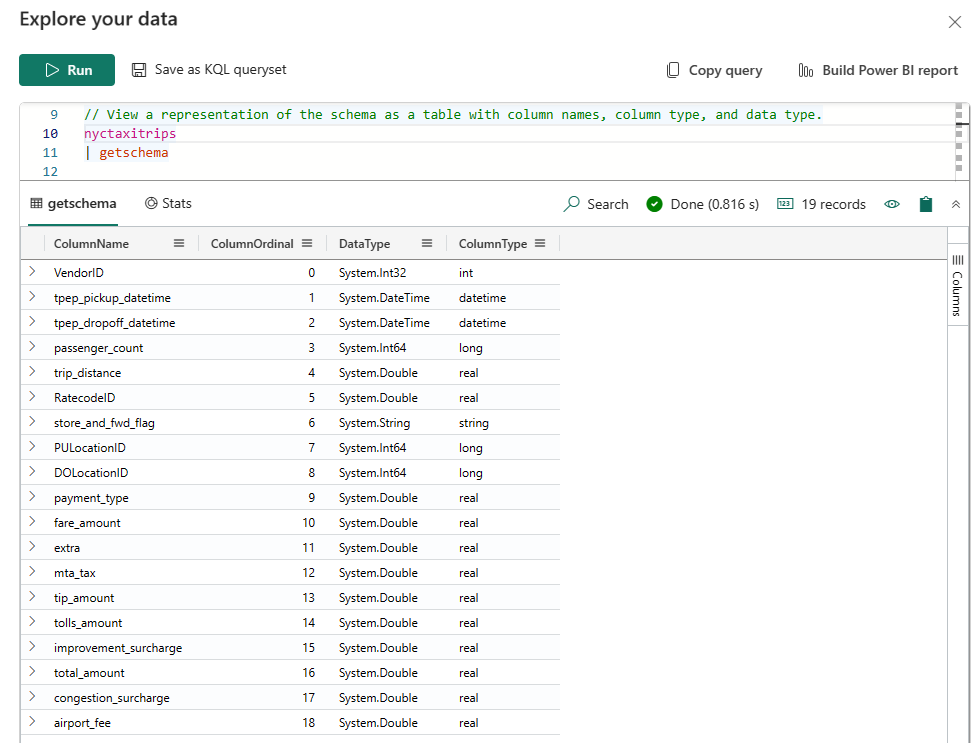 Explore your data
Run Save as KQL queryset Copy query Build Power BI report
9 // View a representation of the schema as a table with column names, column type, and data type.
10 nyctaxitrips
11 | getschema
12
getschema Stats Search Done (0.816 s) 123 19 records
ColumnName ColumnOrdinal DataType ColumnType
VendorID 0 System.Int32 int
tpep_pickup_datetime 1 System.DateTime datetime
tpep_dropoff_datetime 2 System.DateTime datetime
passenger_count 3 System.Int64 long
trip_distance 4 System.Double real
RatecodeID 5 System.Double real
store_and_fwd_flag 6 System.String string
PULocationID 7 System.Int64 long
DOLocationID 8 System.Int64 long
payment_type 9 System.Double real
fare_amount 10 System.Double real
extra 11 System.Double real
mta_tax 12 System.Double real
tip_amount 13 System.Double real
tolls_amount 14 System.Double real
improvement_surcharge 15 System.Double real
total_amount 16 System.Double real
congestion_surcharge 17 System.Double real
airport_fee 18 System.Double real
Columns